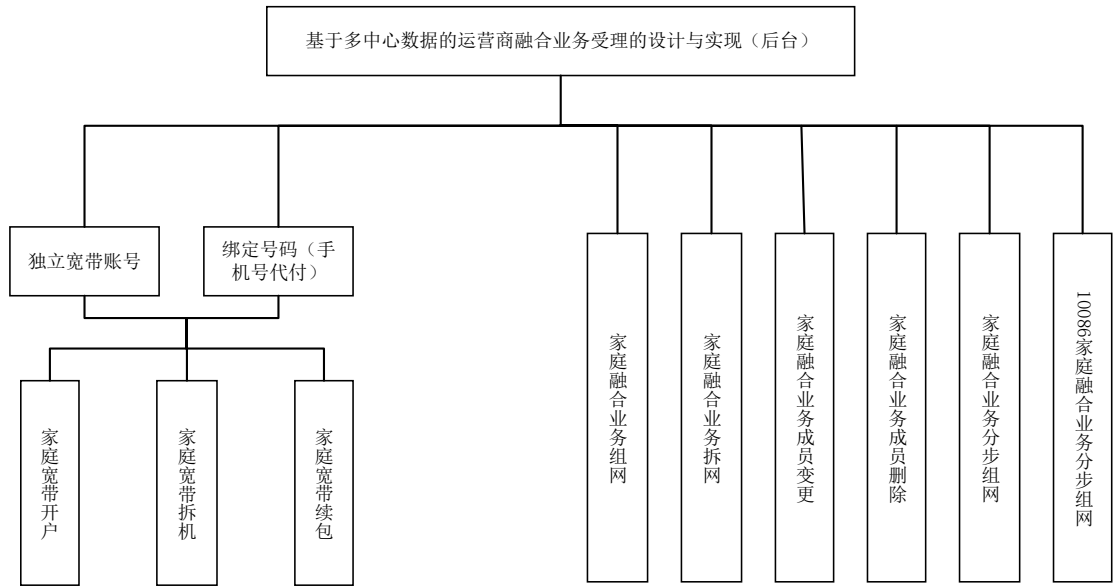 基于多中心数据的运营商融合业务受理的设计与实现（后台）
独立宽带账号
绑定号码（手
机号代付）
家庭宽带开户
家庭宽带拆机
家庭宽带续包
家庭融合业务组网
家庭融合业务拆网
家庭融合业务成员变更
家庭融合业务成员删除
家庭融合业务分步组网
10086家庭融合业务分步组网